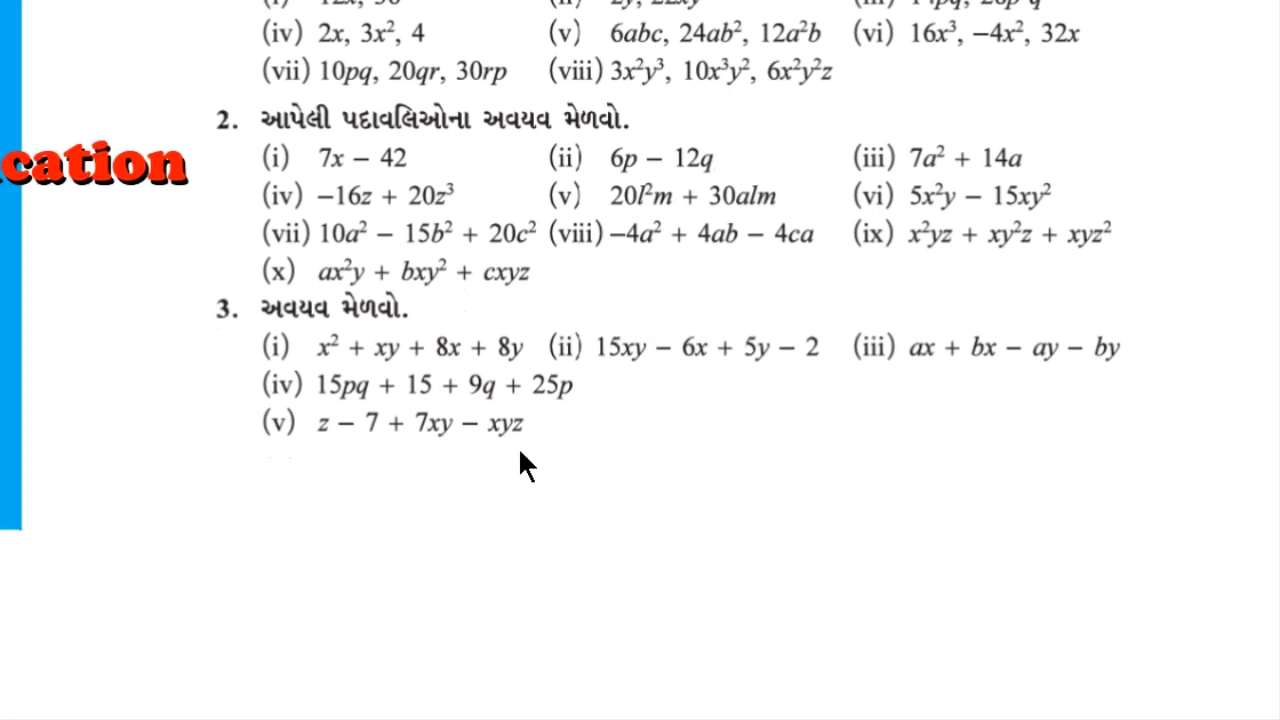 (iv) 2x, 3x², 4 (v) 6abc, 24ab², 12a²b (vi) 16x³, −4x², 32x
(vii) 10pq, 20qr, 30rp (viii) 3x²y³, 10x³y², 6x²y²z
2. આપેલી પદાવલિઓના અવયવ મેળવો.
cation
(i) 7x − 42 (ii) 6p − 12q (iii) 7a² + 14a
(iv) −16z + 20z³ (v) 20l²m + 30alm (vi) 5x²y − 15xy²
(vii) 10a² − 15b² + 20c² (viii) −4a² + 4ab − 4ca (ix) x²yz + xy²z + xyz²
(x) ax²y + bxy² + cxyz
3. અવયવ મેળવો.
(i) x² + xy + 8x + 8y (ii) 15xy − 6x + 5y − 2 (iii) ax + bx − ay − by
(iv) 15pq + 15 + 9q + 25p
(v) z − 7 + 7xy − xyz